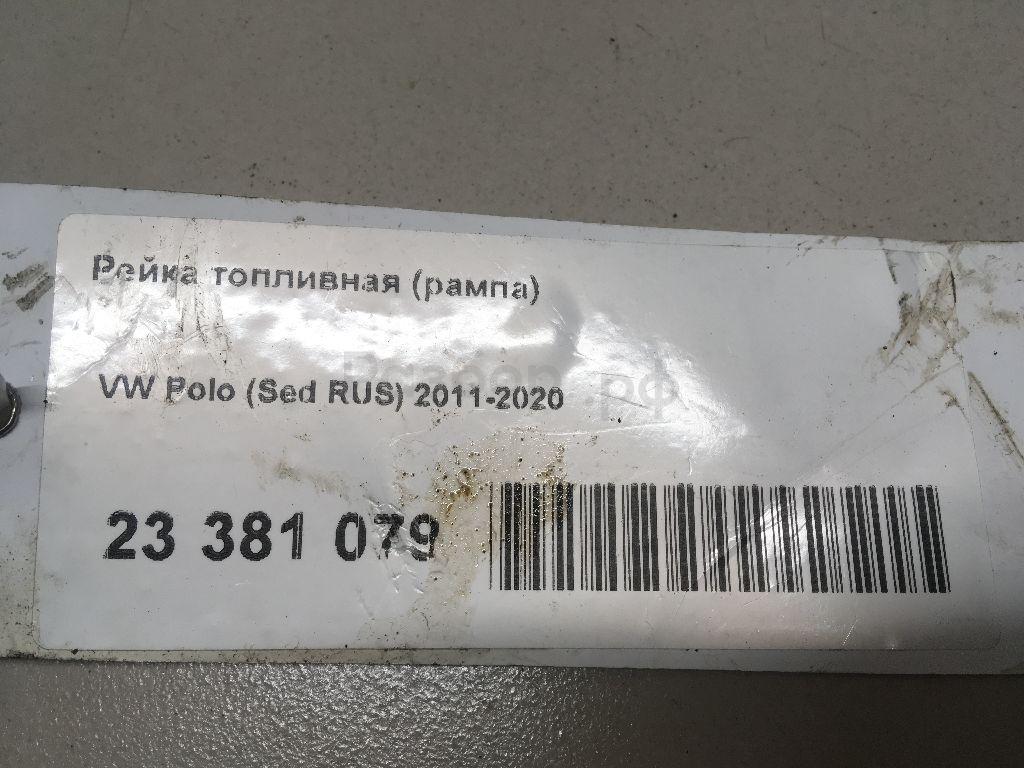 Рейка топливная (рампа)
VW Polo (Sed RUS) 2011-2020
23 381 079